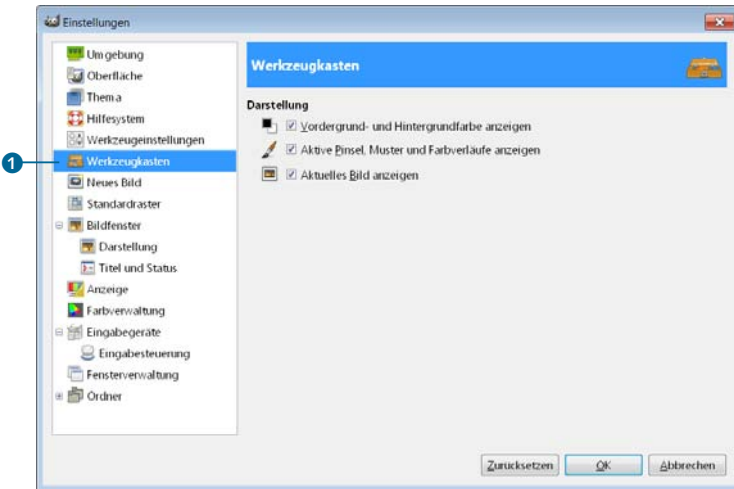 Einstellungen
Umgebung
Oberfläche
Thema
Hilfesystem
Werkzeugeinstellungen
1
Werkzeugkasten
Neues Bild
Standardraster
Bildfenster
Darstellung
Titel und Status
Anzeige
Farbverwaltung
Eingabegeräte
Eingabesteuerung
Fensterverwaltung
Ordner
Werkzeugkasten
Darstellung
Vordergrund- und Hintergrundfarbe anzeigen
Aktive Pinsel, Muster und Farbverläufe anzeigen
Aktuelles Bild anzeigen
Zurücksetzen
OK
Abbrechen